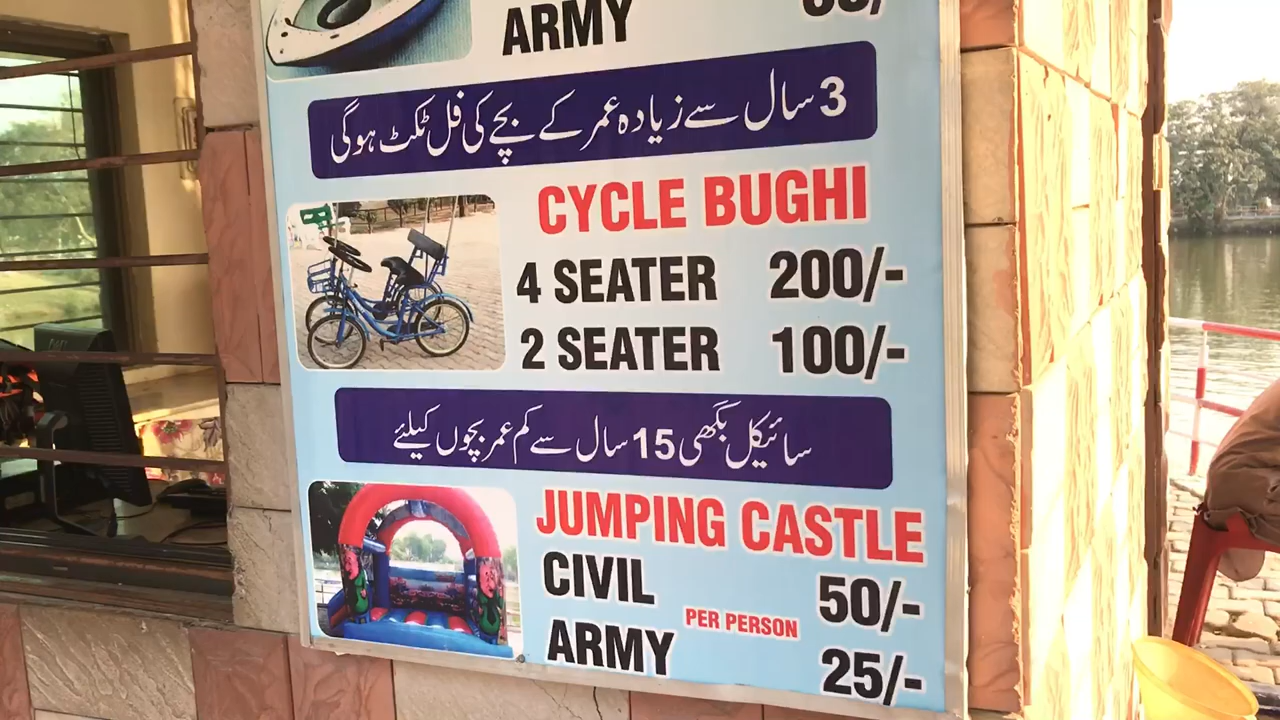 ARMY
3 سال سے زیادہ عمر کے بچے کی فل ٹکٹ ہوگی
CYCLE BUGHI
4 SEATER 200/-
2 SEATER 100/-
سائیکل بگھی 15 سال سے کم عمر بچوں کیلئے
JUMPING CASTLE
CIVIL 50/-
PER PERSON
ARMY 25/-